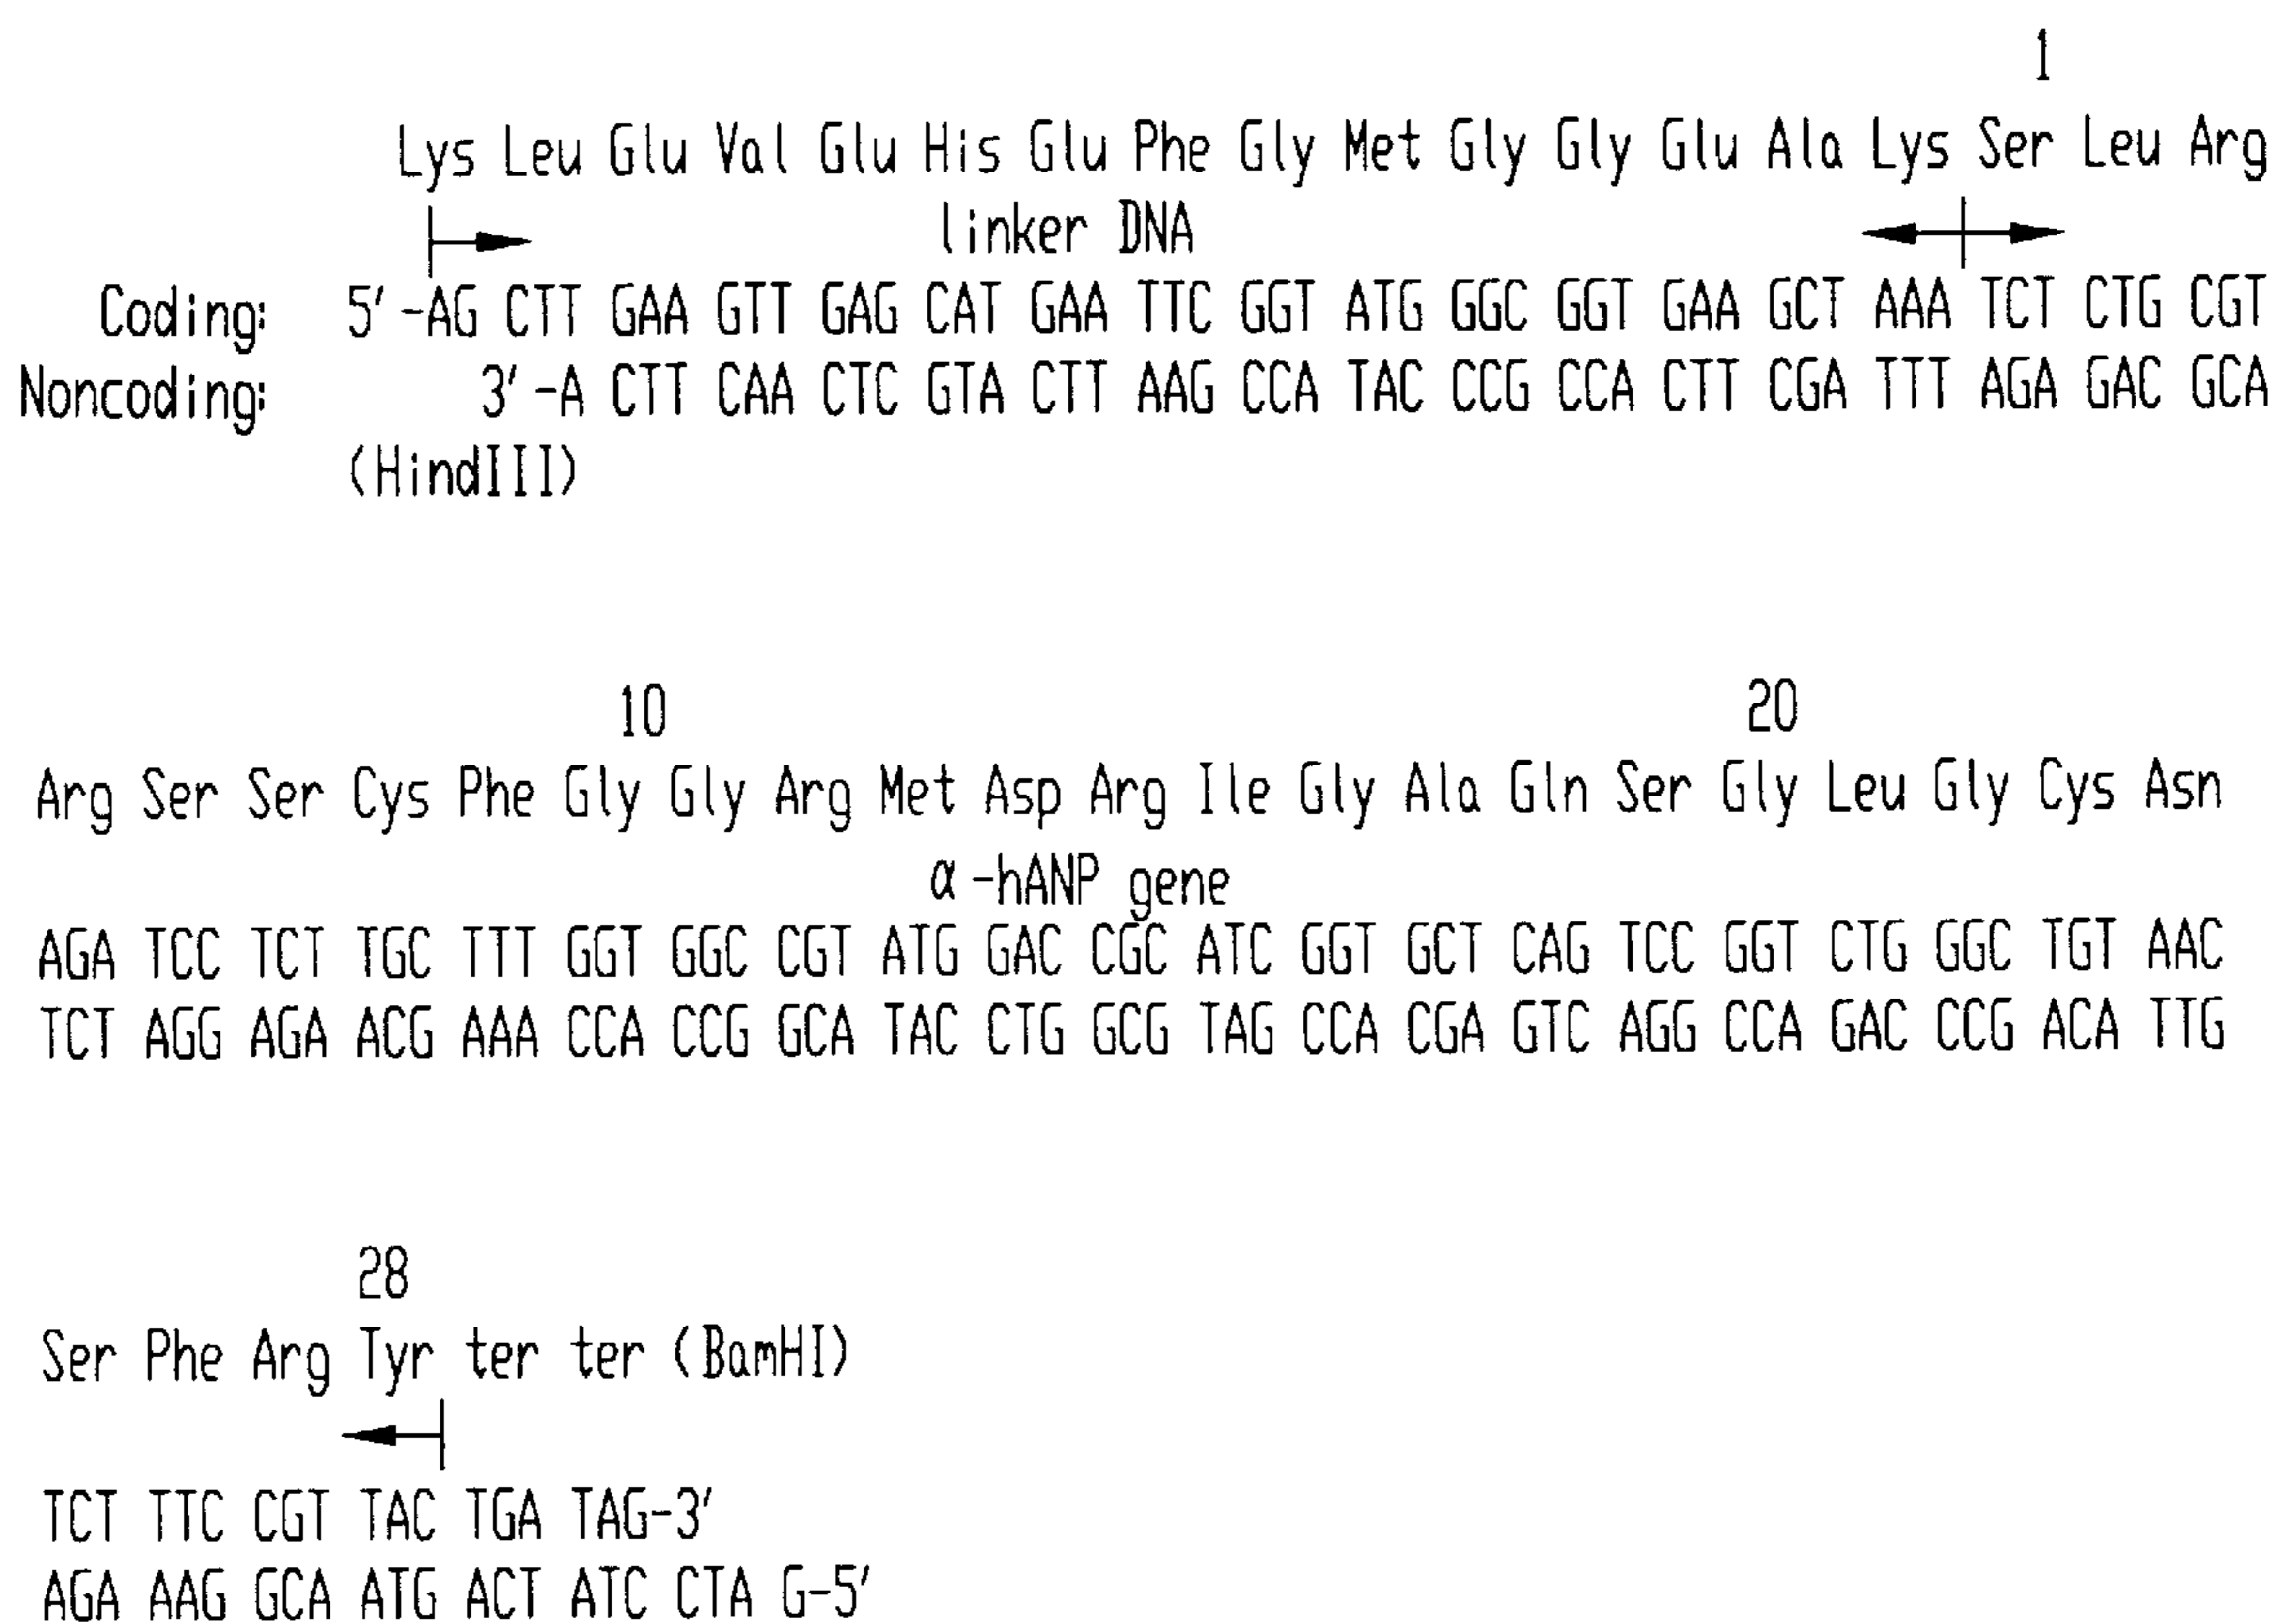 1
Lys Leu Glu Val Glu His Glu Phe Gly Met Gly Gly Glu Ala Lys Ser Leu Arg
linker DNA
Coding: 5′-AG CTT GAA GTT GAG CAT GAA TTC GGT ATG GGC GGT GAA GCT AAA TCT CTG CGT
Noncoding: 3′-A CTT CAA CTC GTA CTT AAG CCA TAC CCG CCA CTT CGA TTT AGA GAC GCA
(HindIII)
10 20
Arg Ser Ser Cys Phe Gly Gly Arg Met Asp Arg Ile Gly Ala Gln Ser Gly Leu Gly Cys Asn
α-hANP gene
AGA TCC TCT TGC TTT GGT GGC CGT ATG GAC CGC ATC GGT GCT CAG TCC GGT CTG GGC TGT AAC
TCT AGG AGA ACG AAA CCA CCG GCA TAC CTG GCG TAG CCA CGA GTC AGG CCA GAC CCG ACA TTG
28
Ser Phe Arg Tyr ter ter (BamHI)
TCT TTC CGT TAC TGA TAG-3′
AGA AAG GCA ATG ACT ATC CTA G-5′